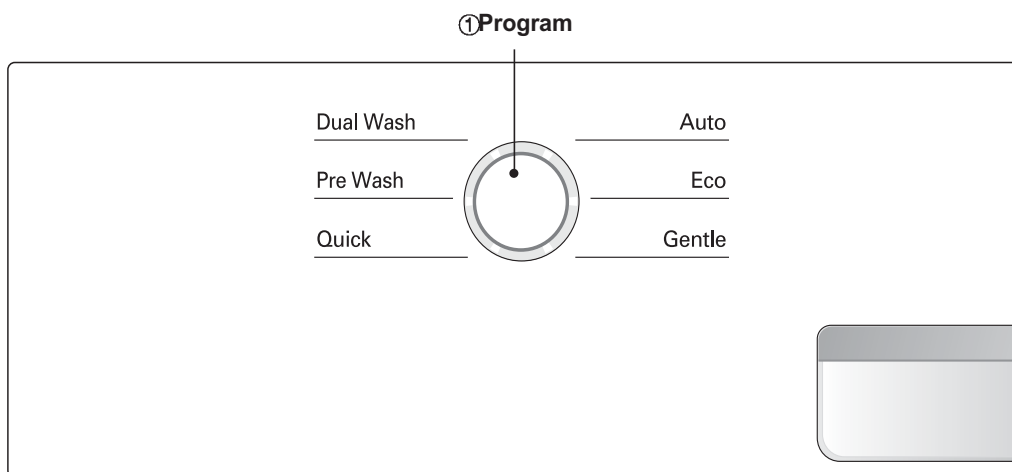 ①Program
Dual Wash
Auto
Pre Wash
Eco
Quick
Gentle